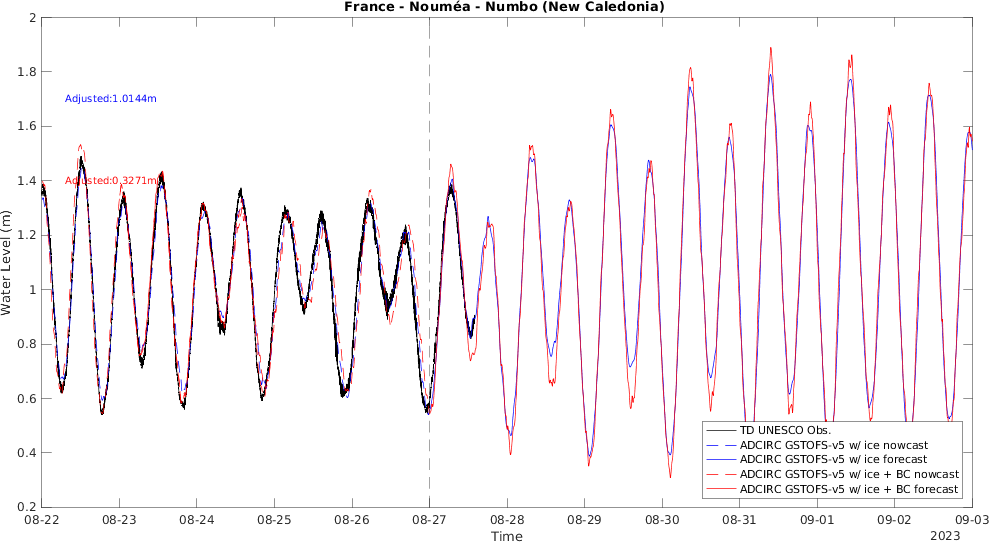 France - Nouméa - Numbo (New Caledonia)
2
1.8
1.6
1.4
1.2
1
0.8
0.6
0.4
0.2
Water Level (m)
Adjusted:1.0144m
Adjusted:0.3271m
TD UNESCO Obs.
ADCIRC GSTOFS-v5 w/ ice nowcast
ADCIRC GSTOFS-v5 w/ ice forecast
ADCIRC GSTOFS-v5 w/ ice + BC nowcast
ADCIRC GSTOFS-v5 w/ ice + BC forecast
08-22 08-23 08-24 08-25 08-26 08-27 08-28 08-29 08-30 08-31 09-01 09-02 09-03
Time
2023